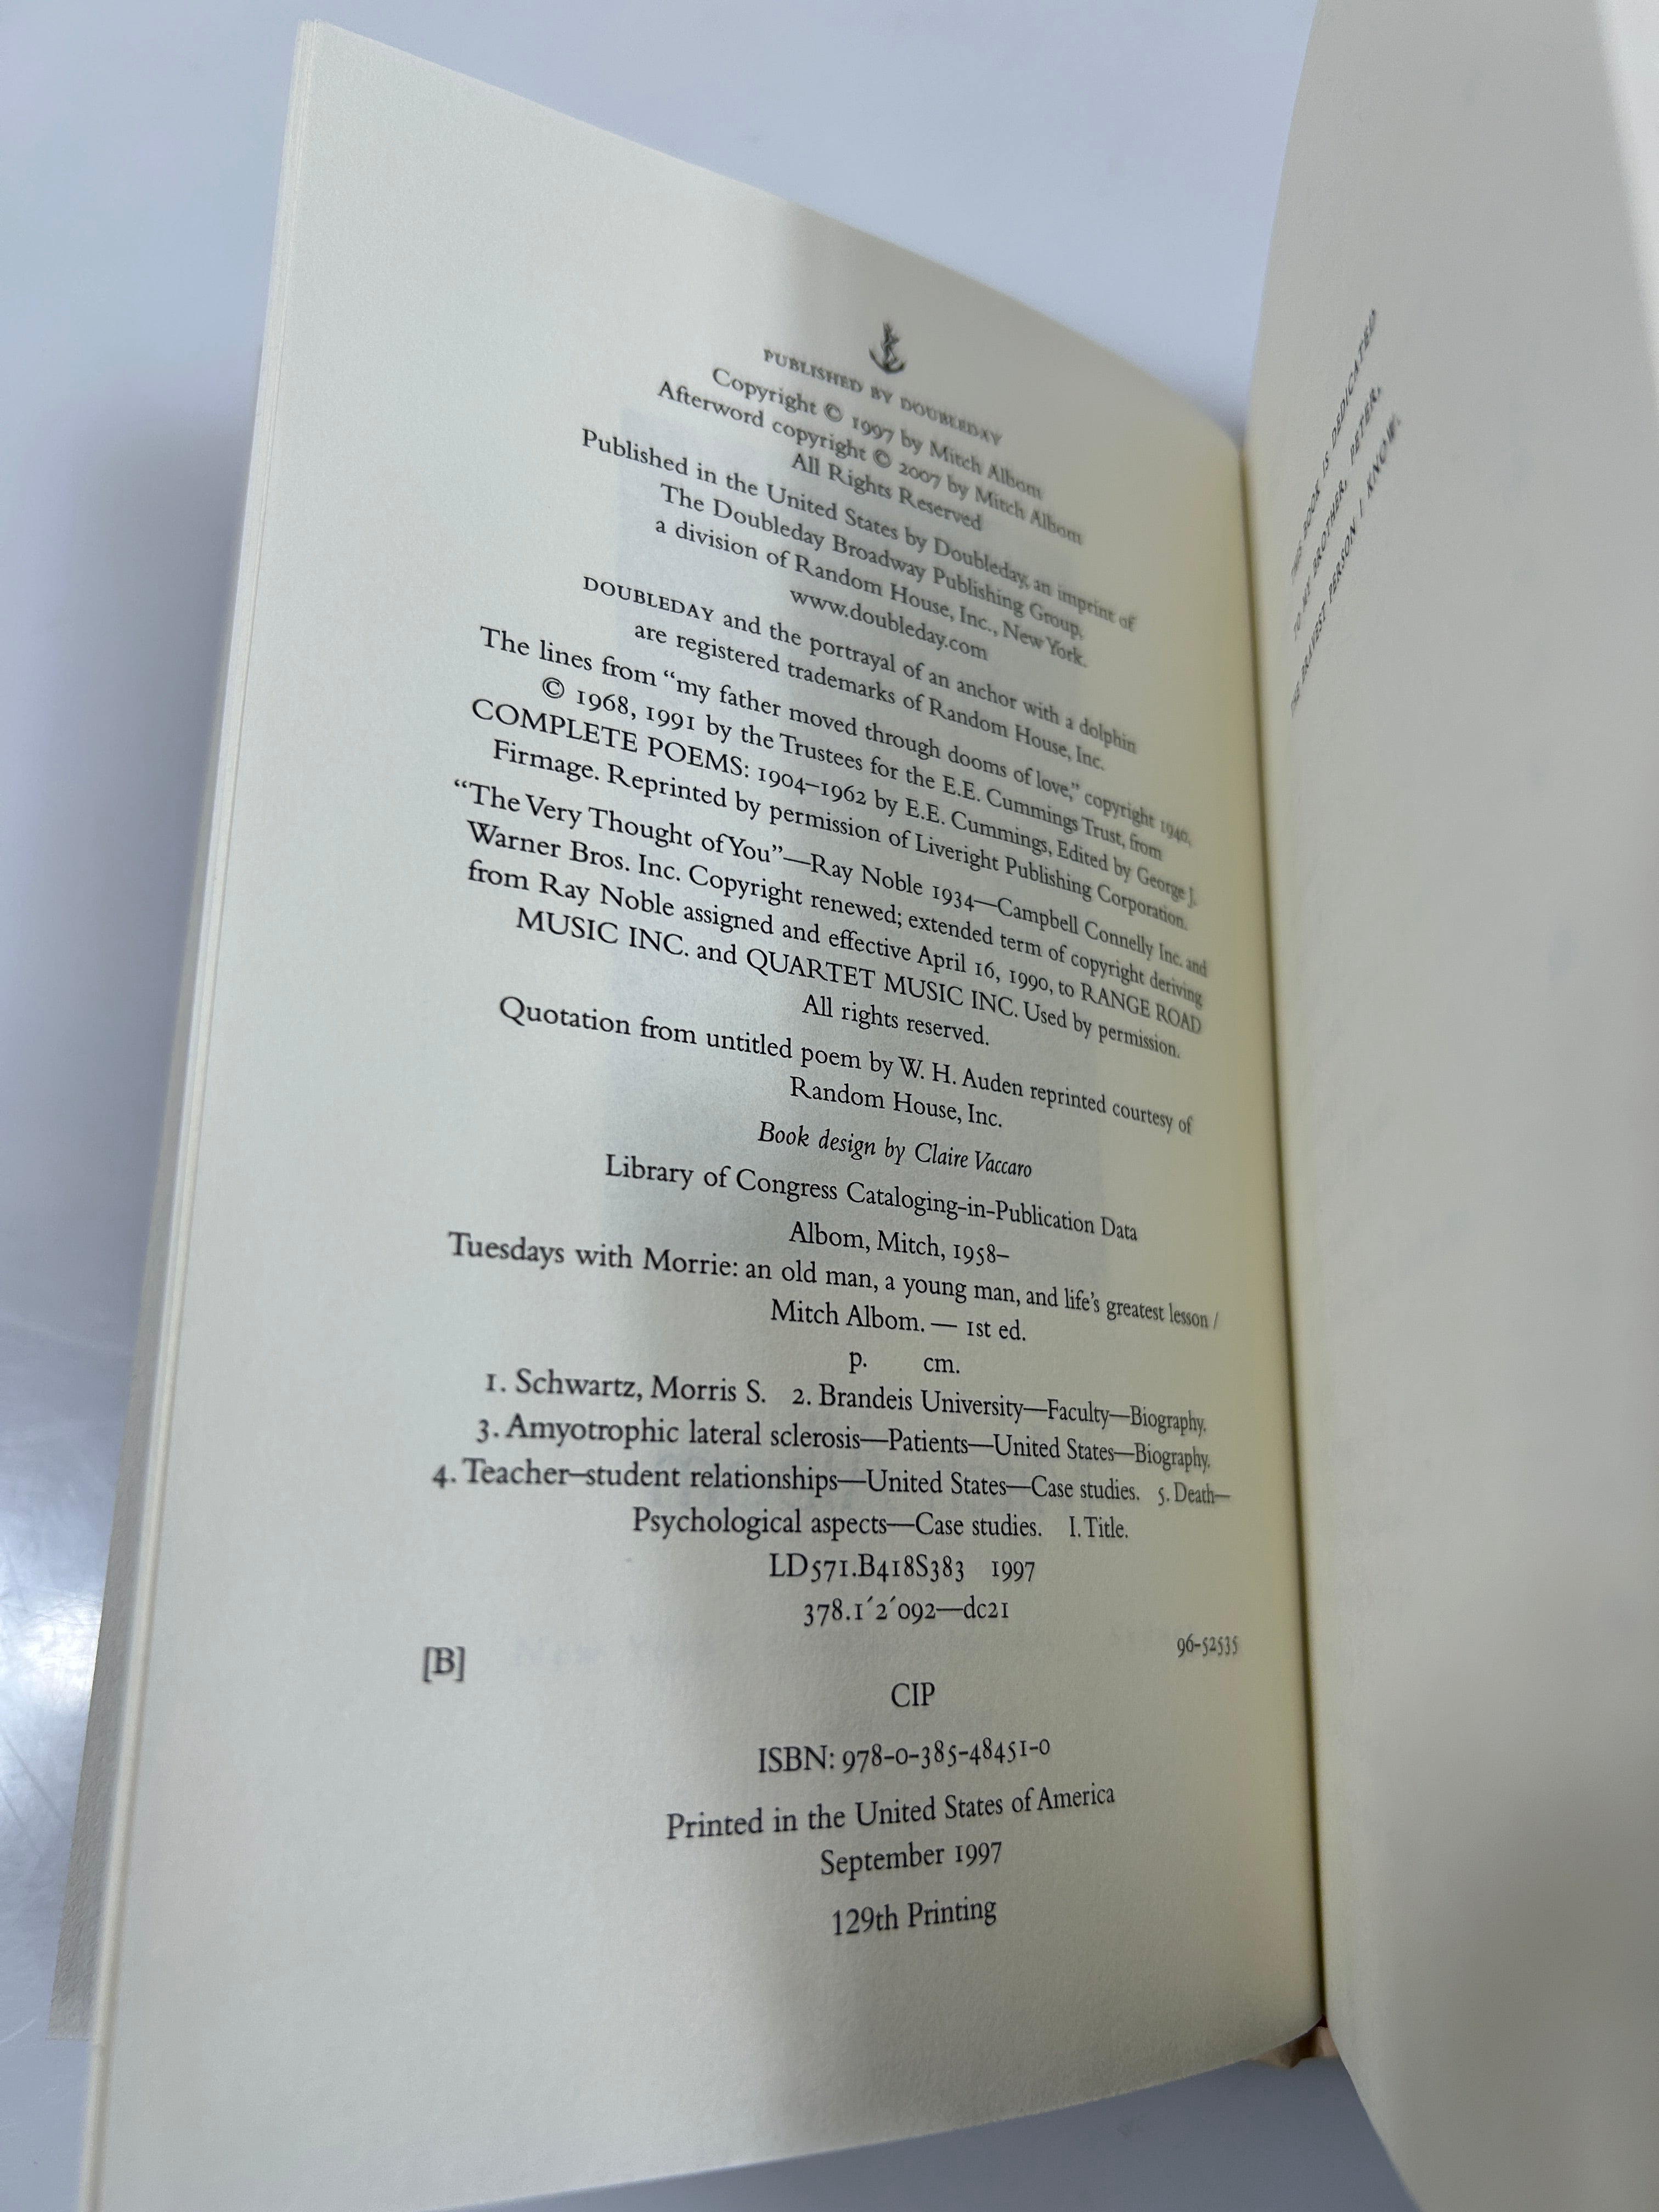 PUBLISHED BY DOUBLEDAY
Copyright © 1997 by Mitch Albom
Afterword copyright © 2007 by Mitch Albom
All Rights Reserved
Published in the United States by Doubleday, an imprint of
The Doubleday Broadway Publishing Group,
a division of Random House, Inc., New York.
www.doubleday.com
DOUBLEDAY and the portrayal of an anchor with a dolphin
are registered trademarks of Random House, Inc.
The lines from “my father moved through dooms of love,” copyright 1940,
© 1968, 1991 by the Trustees for the E.E. Cummings Trust, from
COMPLETE POEMS: 1904–1962 by E.E. Cummings, Edited by George J.
Firmage. Reprinted by permission of Liveright Publishing Corporation.
“The Very Thought of You”—Ray Noble 1934—Campbell Connelly Inc. and
Warner Bros. Inc. Copyright renewed; extended term of copyright deriving
from Ray Noble assigned and effective April 16, 1990, to RANGE ROAD
MUSIC INC. and QUARTET MUSIC INC. Used by permission.
All rights reserved.
Quotation from untitled poem by W. H. Auden reprinted courtesy of
Random House, Inc.
Book design by Claire Vaccaro
Library of Congress Cataloging-in-Publication Data
Albom, Mitch, 1958–
Tuesdays with Morrie: an old man, a young man, and life’s greatest lesson /
Mitch Albom. — 1st ed.
p. cm.
1. Schwartz, Morris S. 2. Brandeis University—Faculty—Biography.
3. Amyotrophic lateral sclerosis—Patients—United States—Biography.
4. Teacher–student relationships—United States—Case studies. 5. Death—
Psychological aspects—Case studies. I. Title.
LD571.B418S383 1997
378.1´2´092—dc21
96-52535
[B]
CIP
ISBN: 978-0-385-48451-0
Printed in the United States of America
September 1997
129th Printing
THIS BOOK IS DEDICATED
TO MY BROTHER, PETER,
THE BRAVEST PERSON I KNOW.